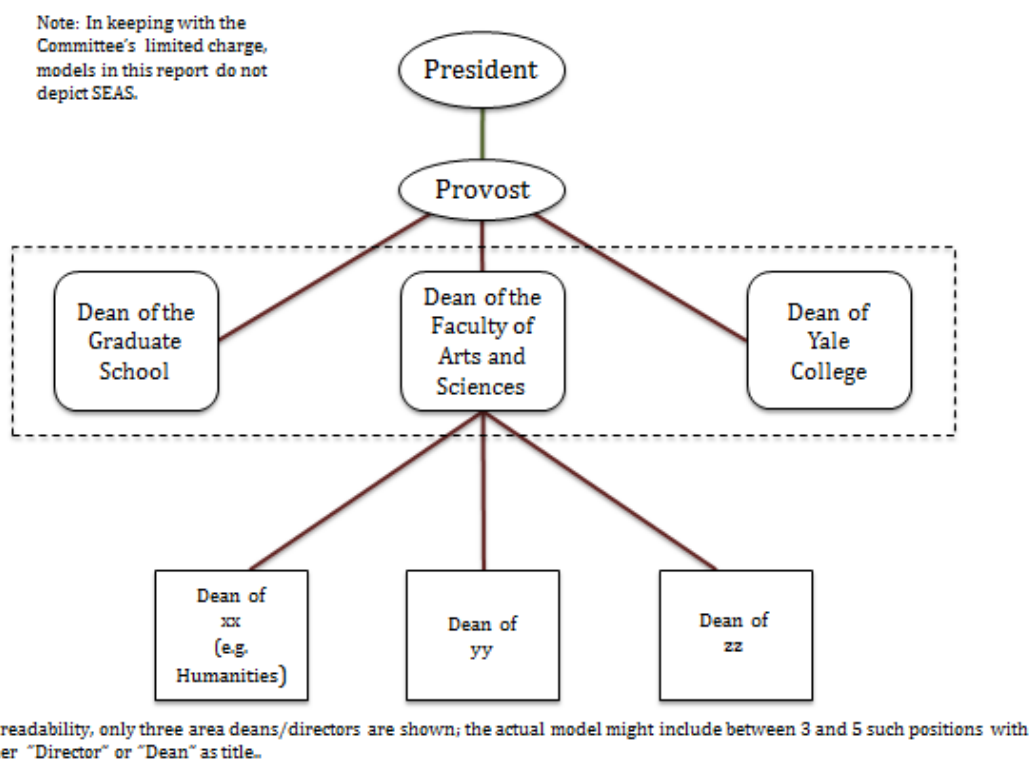 Note: In keeping with the
Committee's limited charge,
models in this report do not
depict SEAS.
President
Provost
Dean of the
Graduate
School
Dean of the
Faculty of
Arts and
Sciences
Dean of
Yale
College
Dean of
xx
(e.g.
Humanities)
Dean of
yy
Dean of
zz
readability, only three area deans/directors are shown; the actual model might include between 3 and 5 such positions with
er "Director" or "Dean" as title..